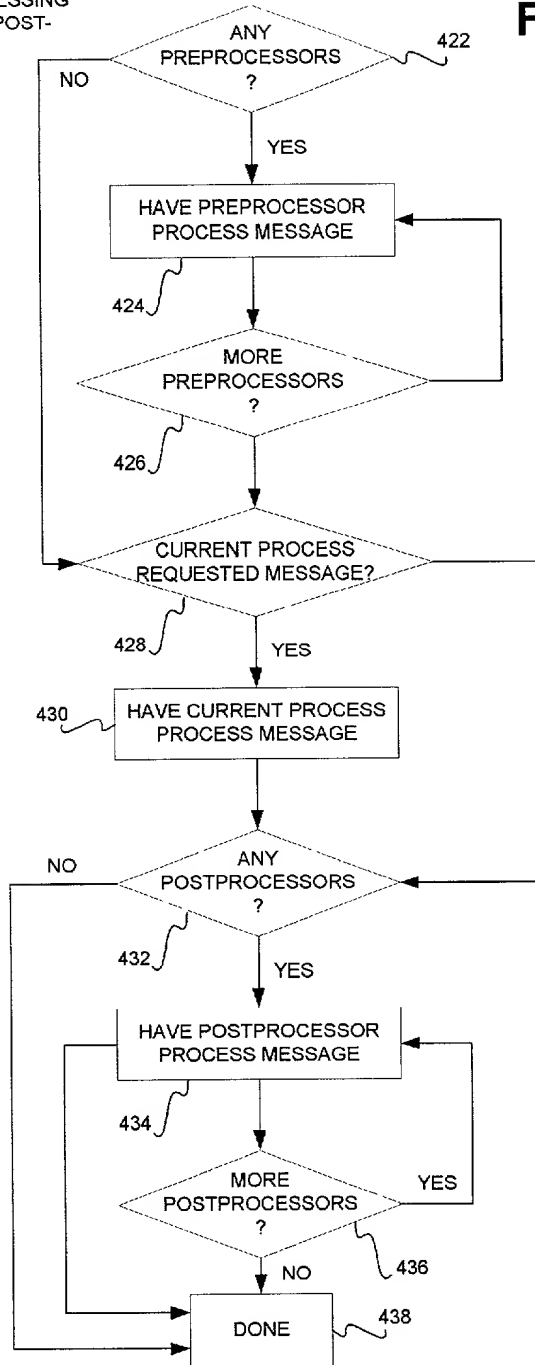 ESSING
POST-
F
ANY
PREPROCESSORS
?
422
NO
YES
HAVE PREPROCESSOR
PROCESS MESSAGE
424
MORE
PREPROCESSORS
?
426
CURRENT PROCESS
REQUESTED MESSAGE?
428
YES
430
HAVE CURRENT PROCESS
PROCESS MESSAGE
NO
ANY
POSTPROCESSORS
?
432
YES
HAVE POSTPROCESSOR
PROCESS MESSAGE
434
MORE
POSTPROCESSORS
?
YES
436
NO
DONE
438